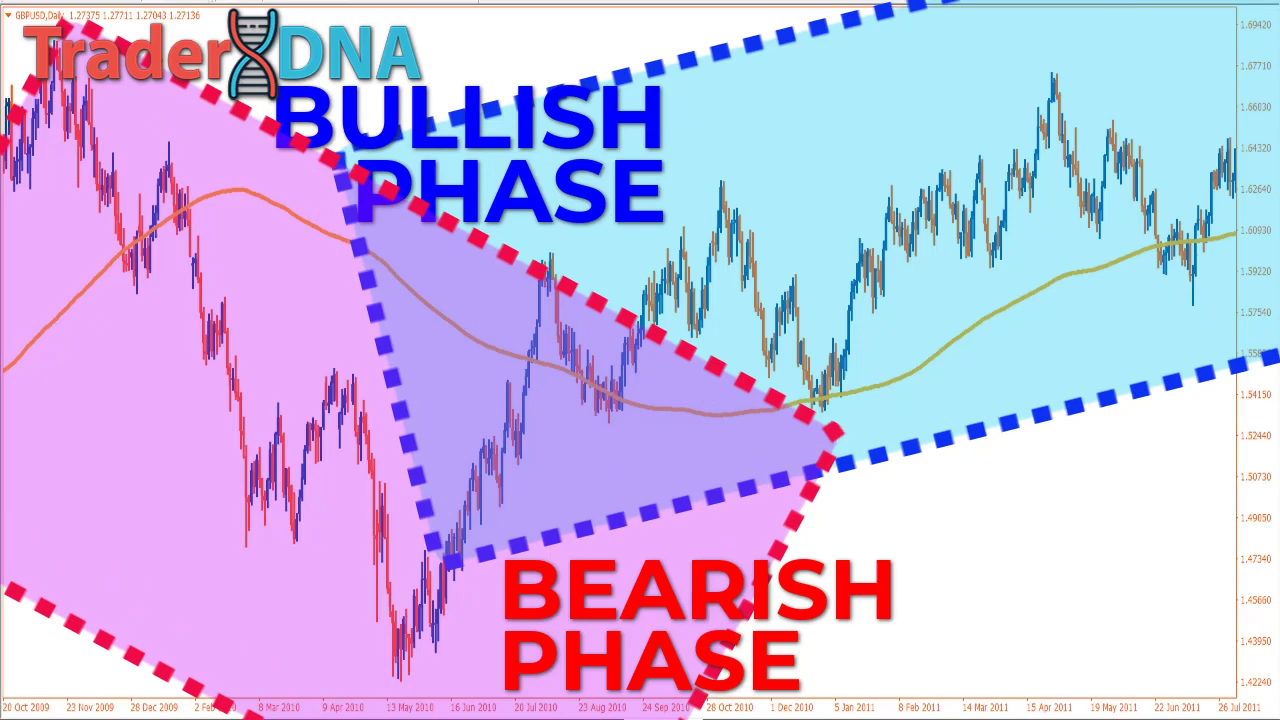 GBPUSD,Daily 1.27375 1.27711 1.27043 1.27136
TraderDNA
BULLISH
PHASE
BEARISH
PHASE
1.69420
1.67710
1.66030
1.64320
1.62640
1.60930
1.59220
1.57540
1.54150
1.52440
1.50730
1.49050
1.47340
1.45660
1.43950
1.42240
20 Oct 2009 23 Nov 2009 28 Dec 2009 2 Feb 8 Mar 2010 9 Apr 2010 13 May 2010 16 Jun 2010 20 Jul 2010 23 Aug 2010 24 Sep 2010 28 Oct 2010 1 Dec 2010 5 Jan 2011 8 Feb 2011 14 Mar 2011 15 Apr 2011 19 May 2011 22 Jun 2011 26 Jul 2011